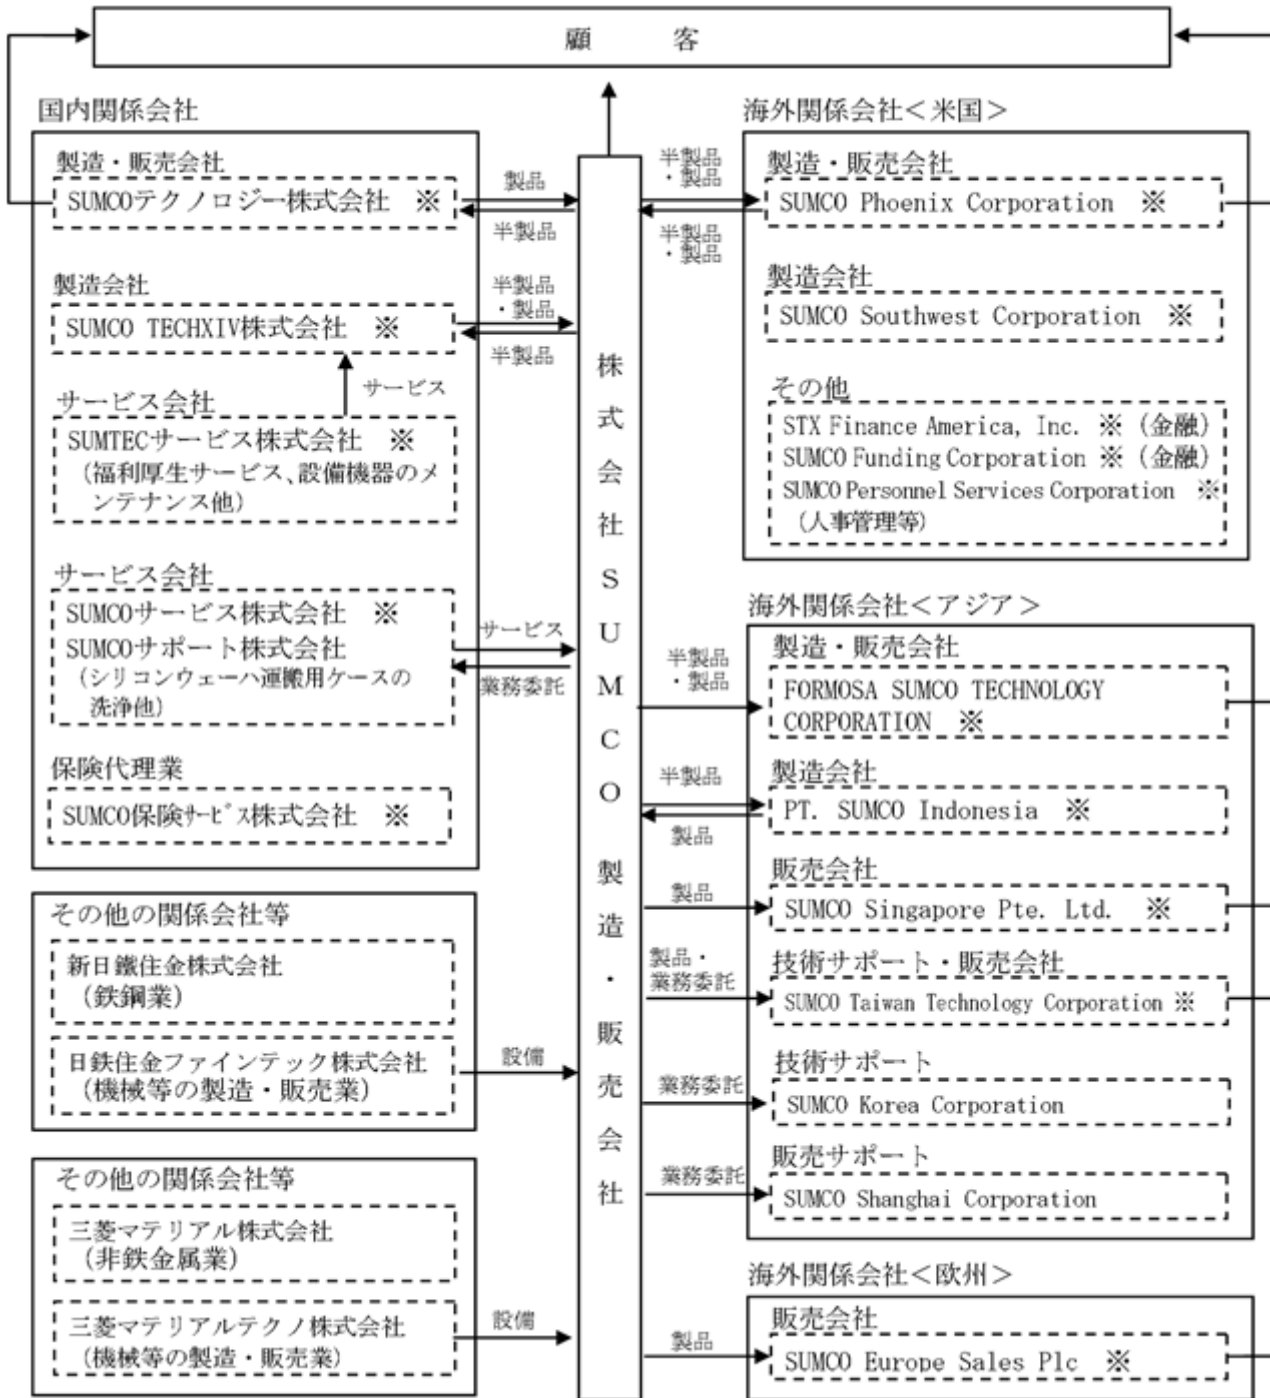 顧　客
国内関係会社
製造・販売会社
SUMCOテクノロジー株式会社　※
製品
半製品
製造会社
SUMCO TECHXIV株式会社　※
半製品
・製品
半製品
サービス
サービス会社
SUMTECサービス株式会社　※
（福利厚生サービス、設備機器のメ
ンテナンス他）
サービス会社
SUMCOサービス株式会社　※
SUMCOサポート株式会社
（シリコンウェーハ運搬用ケースの
洗浄他）
サービス
業務委託
保険代理業
SUMCO保険サービス株式会社　※
その他の関係会社等
新日鐵住金株式会社
（鉄鋼業）
日鉄住金ファインテック株式会社
（機械等の製造・販売業）
設備
その他の関係会社等
三菱マテリアル株式会社
（非鉄金属業）
三菱マテリアルテクノ株式会社
（機械等の製造・販売業）
設備
株式会社SUMCO　製造・販売会社
海外関係会社＜米国＞
製造・販売会社
SUMCO Phoenix Corporation　※
半製品
・製品
半製品
・製品
製造会社
SUMCO Southwest Corporation　※
その他
STX Finance America, Inc. ※（金融）
SUMCO Funding Corporation ※（金融）
SUMCO Personnel Services Corporation　※
（人事管理等）
海外関係会社＜アジア＞
製造・販売会社
FORMOSA SUMCO TECHNOLOGY
CORPORATION　※
半製品
・製品
製造会社
PT. SUMCO Indonesia　※
半製品
製品
販売会社
SUMCO Singapore Pte. Ltd.　※
製品
技術サポート・販売会社
SUMCO Taiwan Technology Corporation ※
製品・
業務委託
技術サポート
SUMCO Korea Corporation
業務委託
販売サポート
SUMCO Shanghai Corporation
業務委託
海外関係会社＜欧州＞
販売会社
SUMCO Europe Sales Plc　※
製品